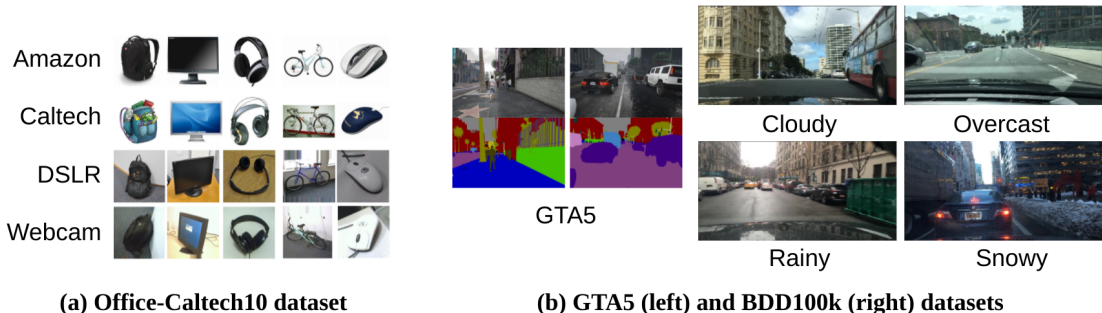 Amazon
Caltech
DSLR
Webcam
(a) Office-Caltech10 dataset
GTA5
Cloudy
Overcast
Rainy
Snowy
(b) GTA5 (left) and BDD100k (right) datasets